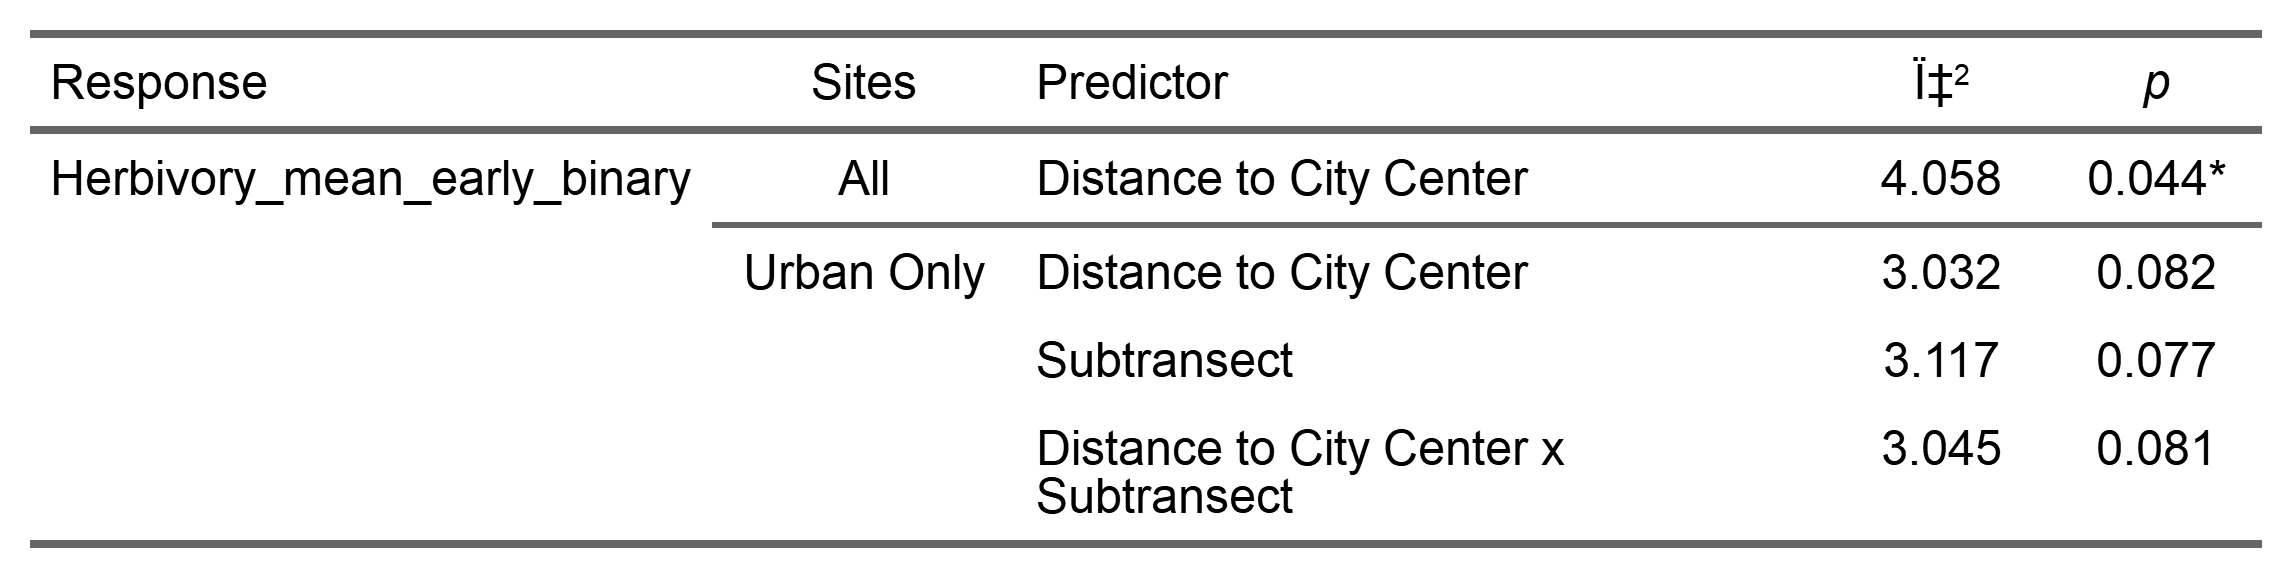 Response Sites Predictor Ï‡² p
Herbivory_mean_early_binary All Distance to City Center 4.058 0.044*
Urban Only Distance to City Center 3.032 0.082
Subtransect 3.117 0.077
Distance to City Center x 3.045 0.081
Subtransect